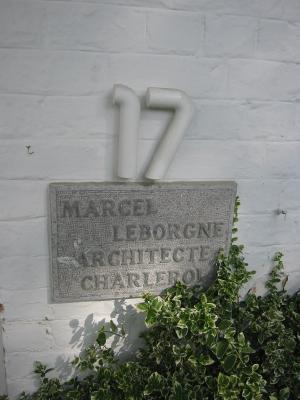 17
MARCEL
LEBORGNE
ARCHITECTE
CHARLEROI